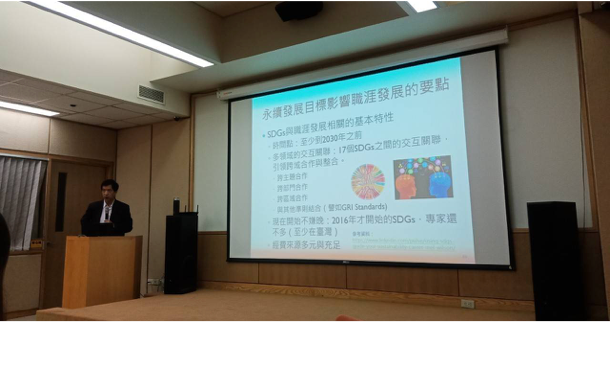 永續發展目標影響職涯發展的要點
SDGs與職涯發展相關的基本特性
時間點：至少到2030年之前
多領域的交互關聯：17個SDGs之間的交互關聯，
引領跨域合作與整合。
跨主題合作
跨部門合作
跨區域合作
與其他準則結合（譬如GRI Standards）
現在開始不嫌晚：2016年才開始的SDGs，專家還
不多（至少在臺灣）
經費來源多元與充足